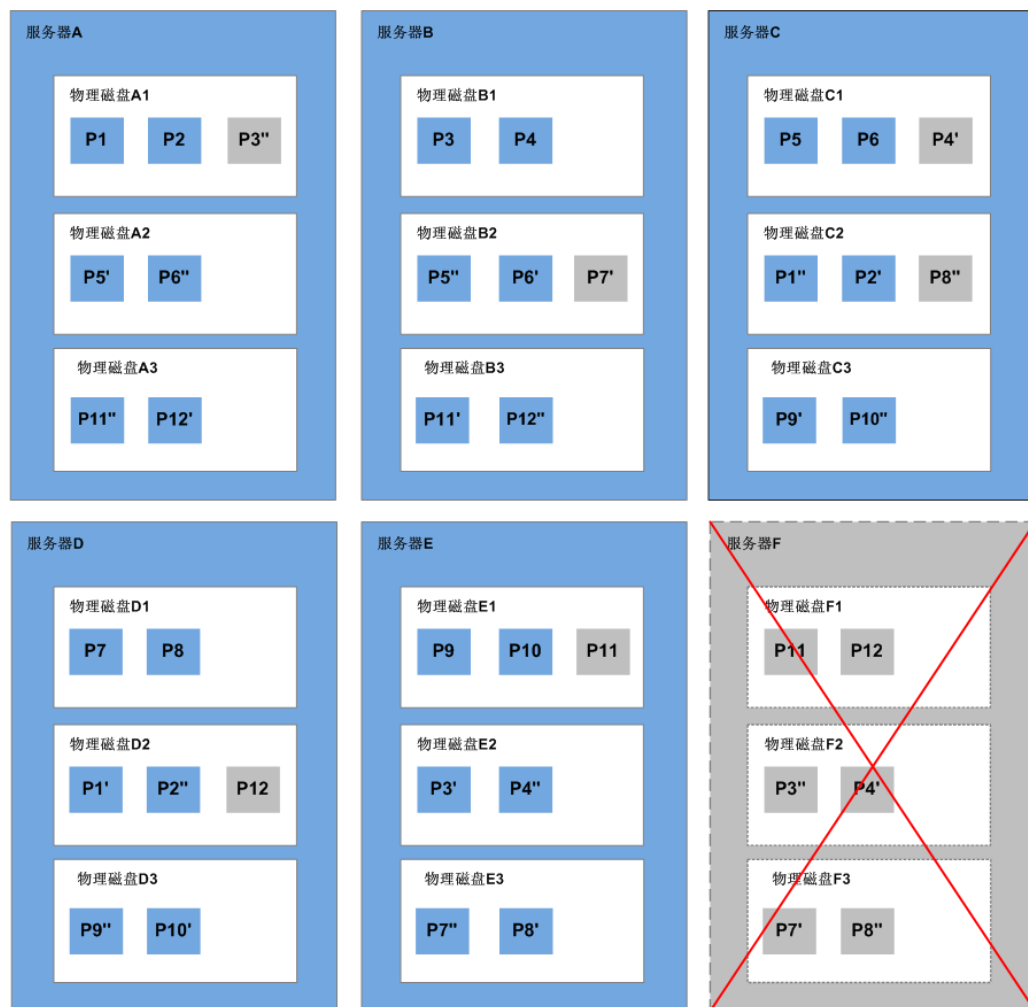 服务器A
物理磁盘A1
P1 P2 P3"
物理磁盘A2
P5' P6"
物理磁盘A3
P11" P12'
服务器B
物理磁盘B1
P3 P4
物理磁盘B2
P5" P6' P7'
物理磁盘B3
P11' P12"
服务器C
物理磁盘C1
P5 P6 P4'
物理磁盘C2
P1" P2' P8"
物理磁盘C3
P9' P10"
服务器D
物理磁盘D1
P7 P8
物理磁盘D2
P1' P2" P12
物理磁盘D3
P9" P10'
服务器E
物理磁盘E1
P9 P10 P11
物理磁盘E2
P3' P4"
物理磁盘E3
P7" P8'
服务器F
物理磁盘F1
P11 P12
物理磁盘F2
P3" P4'
物理磁盘F3
P7' P8"